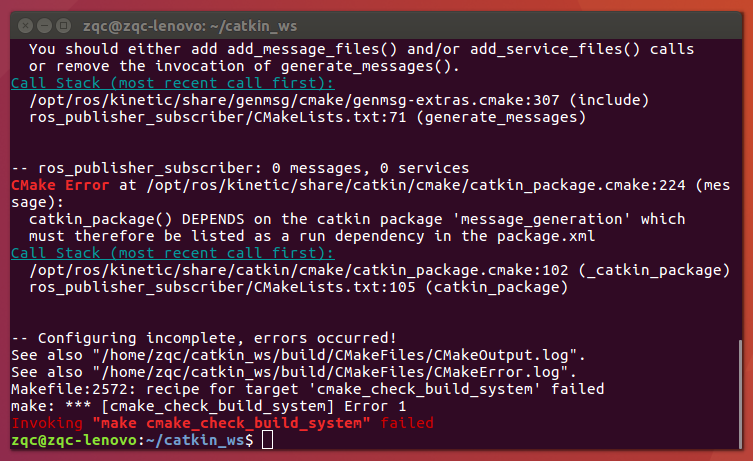 zqc@zqc-lenovo: ~/catkin_ws
You should either add add_message_files() and/or add_service_files() calls
or remove the invocation of generate_messages().
Call Stack (most recent call first):
/opt/ros/kinetic/share/genmsg/cmake/genmsg-extras.cmake:307 (include)
ros_publisher_subscriber/CMakeLists.txt:71 (generate_messages)
-- ros_publisher_subscriber: 0 messages, 0 services
CMake Error at /opt/ros/kinetic/share/catkin/cmake/catkin_package.cmake:224 (mes
sage):
catkin_package() DEPENDS on the catkin package 'message_generation' which
must therefore be listed as a run dependency in the package.xml
Call Stack (most recent call first):
/opt/ros/kinetic/share/catkin/cmake/catkin_package.cmake:102 (_catkin_package)
ros_publisher_subscriber/CMakeLists.txt:105 (catkin_package)
-- Configuring incomplete, errors occurred!
See also "/home/zqc/catkin_ws/build/CMakeFiles/CMakeOutput.log".
See also "/home/zqc/catkin_ws/build/CMakeFiles/CMakeError.log".
Makefile:2572: recipe for target 'cmake_check_build_system' failed
make: *** [cmake_check_build_system] Error 1
Invoking "make cmake_check_build_system" failed
zqc@zqc-lenovo:~/catkin_ws$